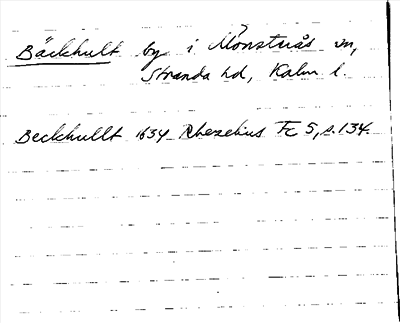 Bäckhult by i Mönsterås sn,
Stranda hd, Kalm l.
Beckhullt 1634 Rhezelius Fc 5, s. 134.